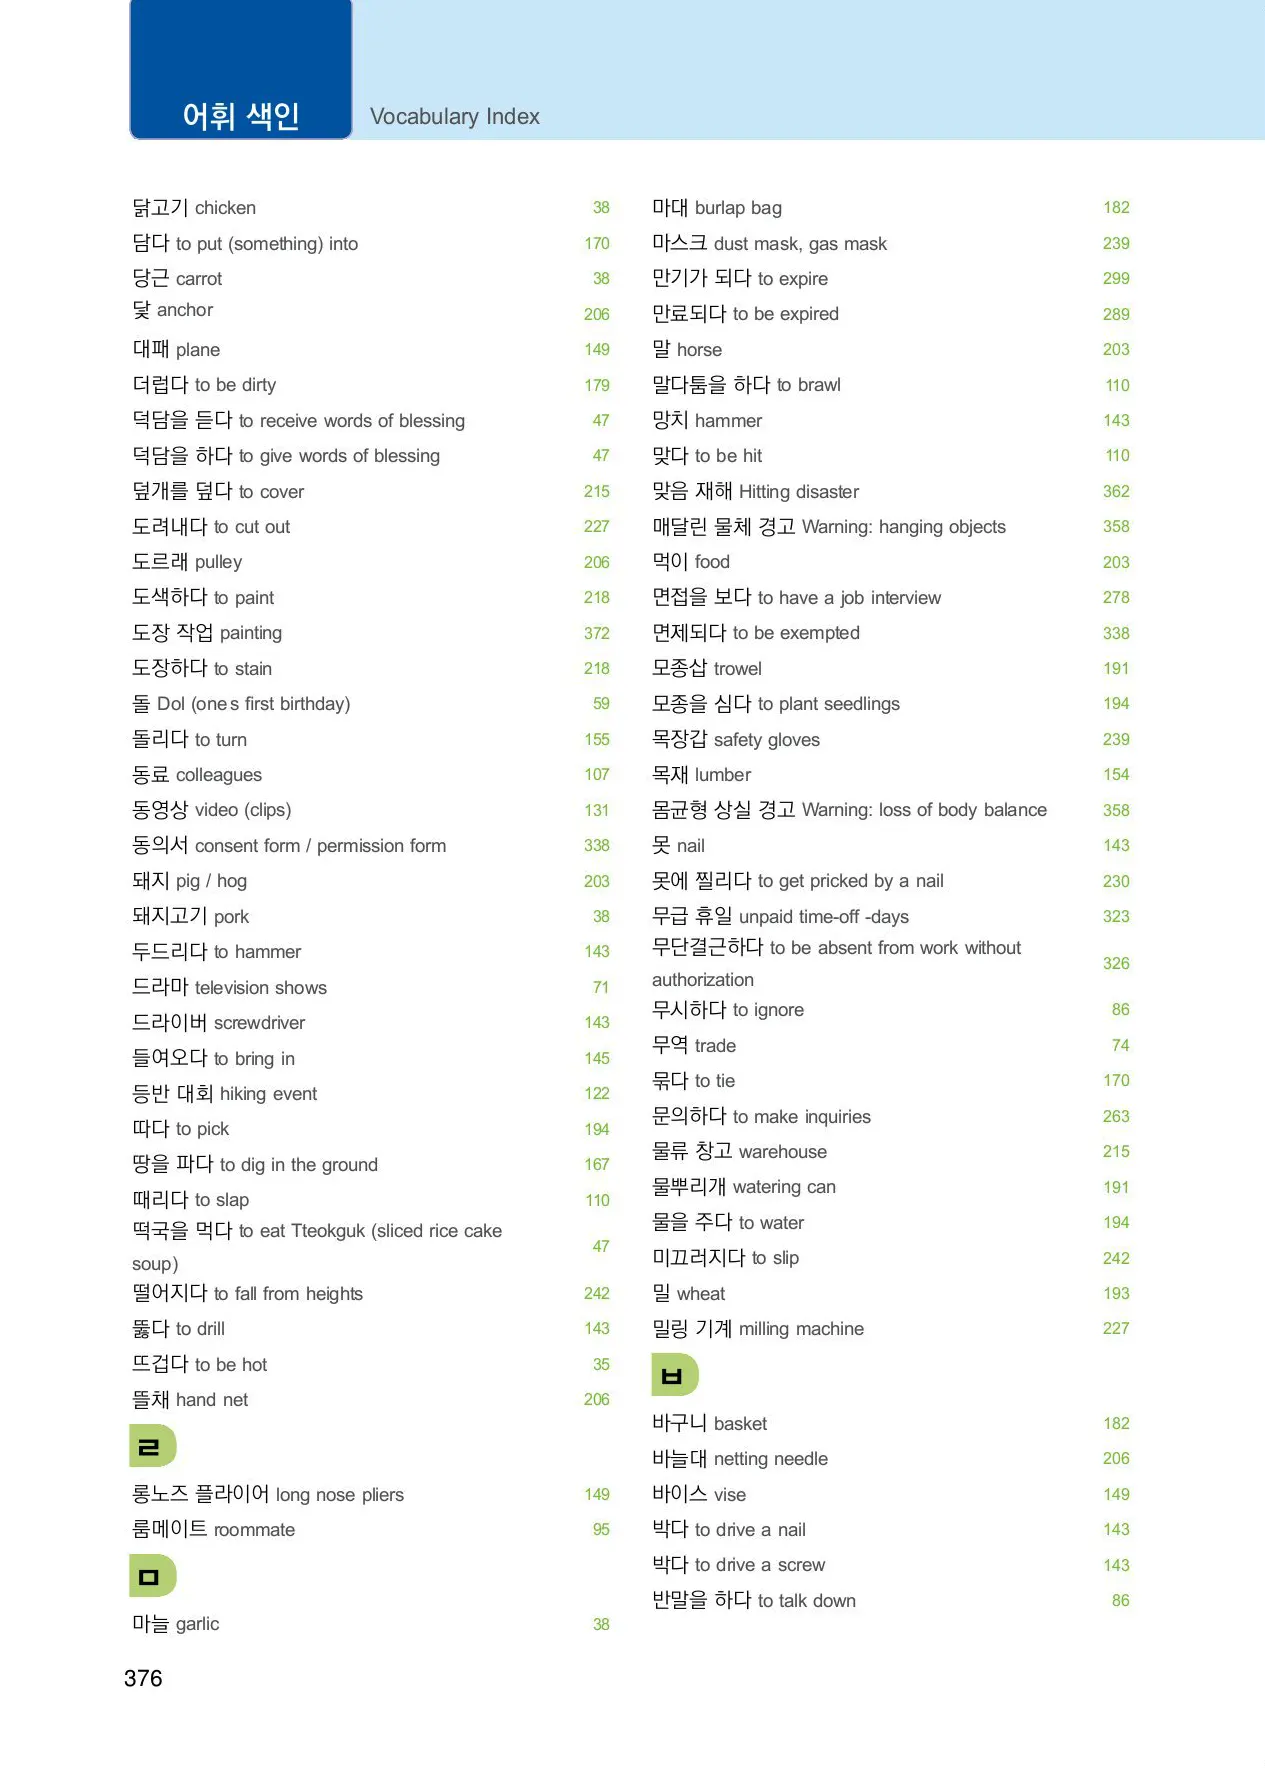 어휘 색인 Vocabulary Index
닭고기 chicken 38
담다 to put (something) into 170
당근 carrot 38
닻 anchor 206
대패 plane 149
더럽다 to be dirty 179
덕담을 듣다 to receive words of blessing 47
덕담을 하다 to give words of blessing 47
덮개를 덮다 to cover 215
도려내다 to cut out 227
도르래 pulley 206
도색하다 to paint 218
도장 작업 painting 372
도장하다 to stain 218
돌 Dol (one s first birthday) 59
돌리다 to turn 155
동료 colleagues 107
동영상 video (clips) 131
동의서 consent form / permission form 338
돼지 pig / hog 203
돼지고기 pork 38
두드리다 to hammer 143
드라마 television shows 71
드라이버 screwdriver 143
들여오다 to bring in 145
등반 대회 hiking event 122
따다 to pick 194
땅을 파다 to dig in the ground 167
때리다 to slap 110
떡국을 먹다 to eat Tteokguk (sliced rice cake
soup) 47
떨어지다 to fall from heights 242
뚫다 to drill 143
뜨겁다 to be hot 35
뜰채 hand net 206
ㄹ
롱노즈 플라이어 long nose pliers 149
룸메이트 roommate 95
ㅁ
마늘 garlic 38
마대 burlap bag 182
마스크 dust mask, gas mask 239
만기가 되다 to expire 299
만료되다 to be expired 289
말 horse 203
말다툼을 하다 to brawl 110
망치 hammer 143
맞다 to be hit 110
맞음 재해 Hitting disaster 362
매달린 물체 경고 Warning: hanging objects 358
먹이 food 203
면접을 보다 to have a job interview 278
면제되다 to be exempted 338
모종삽 trowel 191
모종을 심다 to plant seedlings 194
목장갑 safety gloves 239
목재 lumber 154
몸균형 상실 경고 Warning: loss of body balance 358
못 nail 143
못에 찔리다 to get pricked by a nail 230
무급 휴일 unpaid time-off -days 323
무단결근하다 to be absent from work without
authorization 326
무시하다 to ignore 86
무역 trade 74
묶다 to tie 170
문의하다 to make inquiries 263
물류 창고 warehouse 215
물뿌리개 watering can 191
물을 주다 to water 194
미끄러지다 to slip 242
밀 wheat 193
밀링 기계 milling machine 227
ㅂ
바구니 basket 182
바늘대 netting needle 206
바이스 vise 149
박다 to drive a nail 143
박다 to drive a screw 143
반말을 하다 to talk down 86
376